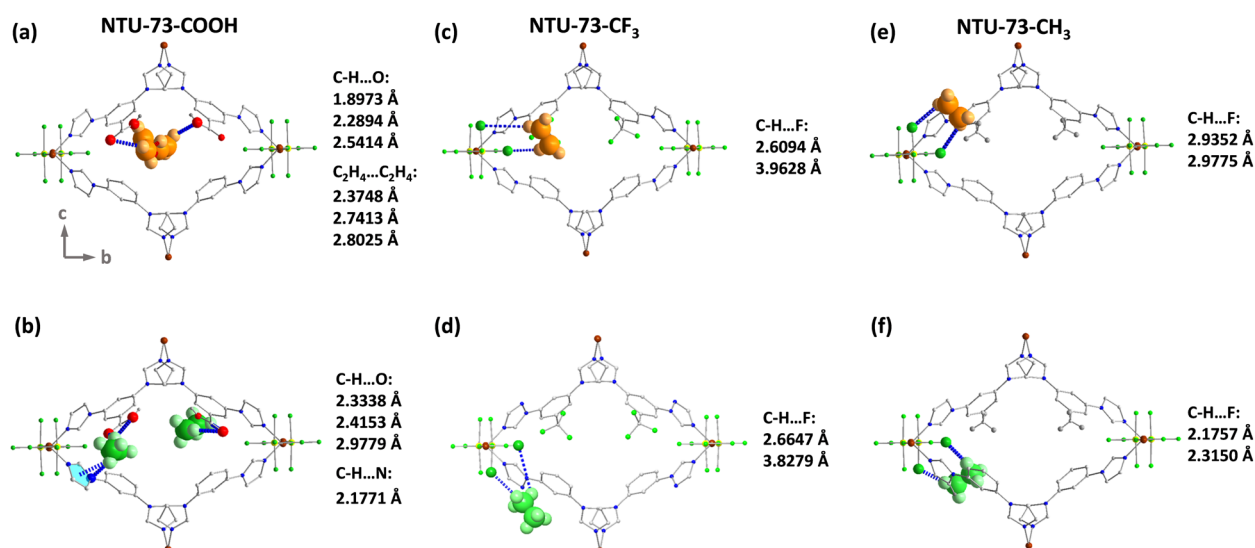 (a)
NTU-73-COOH
C-H...O:
1.8973 Å
2.2894 Å
2.5414 Å
C₂H₄...C₂H₄:
2.3748 Å
2.7413 Å
2.8025 Å
c
b
(c)
NTU-73-CF₃
C-H...F:
2.6094 Å
3.9628 Å
(e)
NTU-73-CH₃
C-H...F:
2.9352 Å
2.9775 Å
(b)
C-H...O:
2.3338 Å
2.4153 Å
2.9779 Å
C-H...N:
2.1771 Å
(d)
C-H...F:
2.6647 Å
3.8279 Å
(f)
C-H...F:
2.1757 Å
2.3150 Å